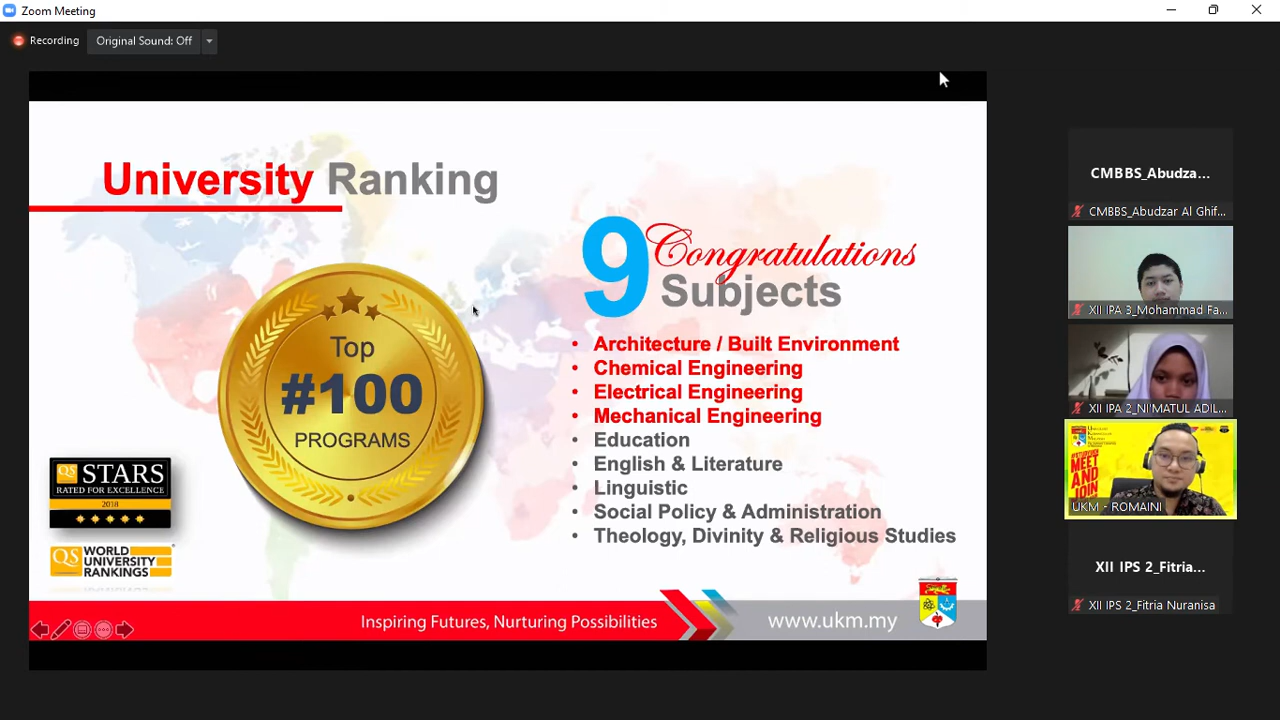 Zoom Meeting
Recording
Original Sound: Off
University Ranking
9 Congratulations
Subjects
Top
#100
PROGRAMS
• Architecture / Built Environment
• Chemical Engineering
• Electrical Engineering
• Mechanical Engineering
• Education
• English & Literature
• Linguistic
• Social Policy & Administration
• Theology, Divinity & Religious Studies
QS STARS
RATED FOR EXCELLENCE
2018
QS WORLD
UNIVERSITY
RANKINGS
Inspiring Futures, Nurturing Possibilities
www.ukm.my
CMBBS_Abudza...
CMBBS_Abudzar Al Ghif...
XII IPA 3_Mohammad Fa...
XII IPA 2_NI'MATUL ADIL...
MEET
AND
JOIN
UKM - ROMAINI
XII IPS 2_Fitria...
XII IPS 2_Fitria Nuranisa